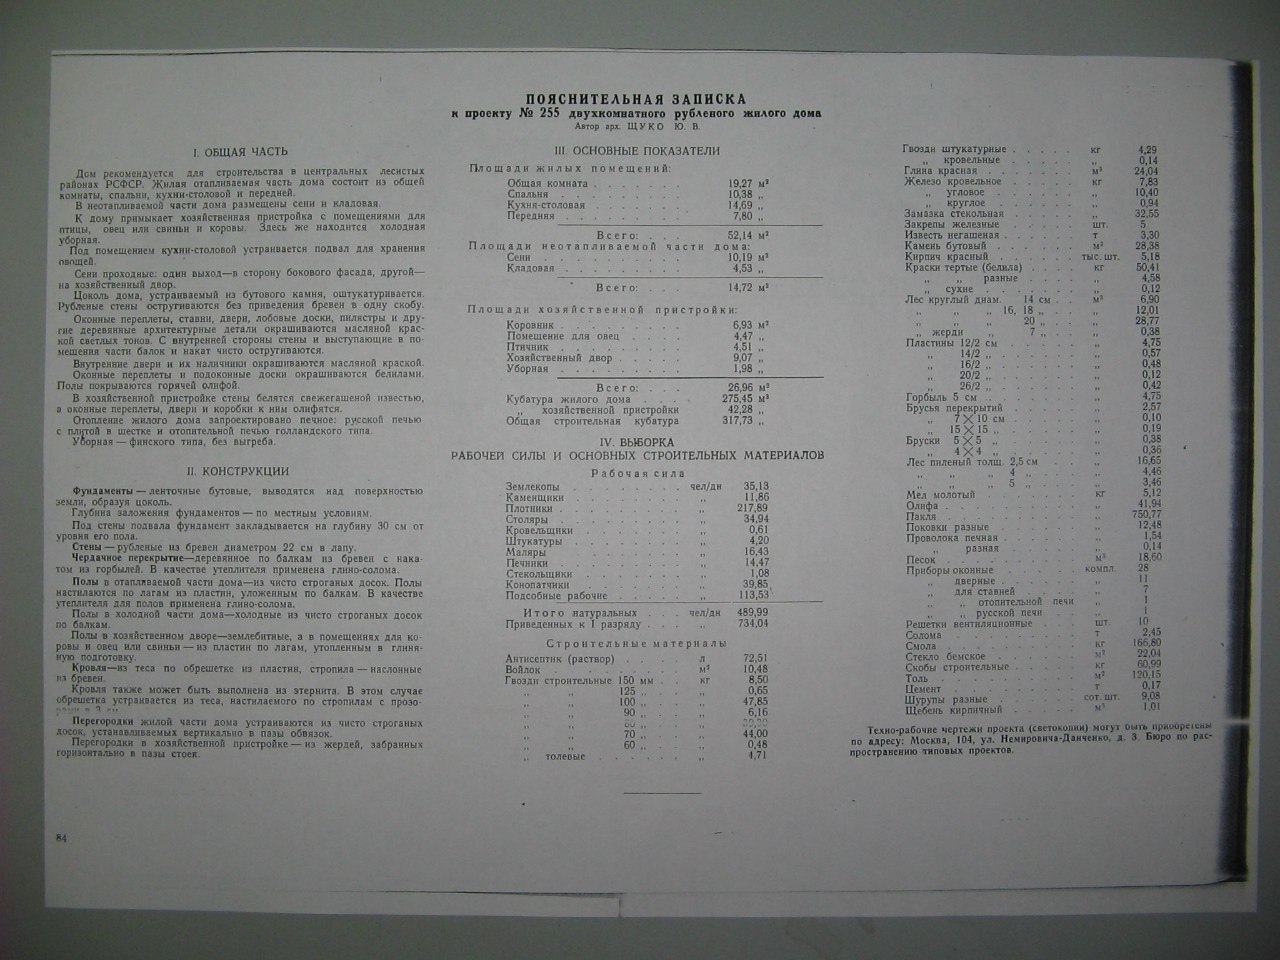 ПОЯСНИТЕЛЬНАЯ ЗАПИСКА
к проекту № 255 двухкомнатного рубленого жилого дома
Автор арх. ЩУКО Ю. В.
I. ОБЩАЯ ЧАСТЬ
Дом рекомендуется для строительства в центральных лесистых
районах РСФСР. Жилая отапливаемая часть дома состоит из общей
комнаты, спальни, кухни-столовой и передней.
В неотапливаемой части дома размещены сени и кладовая.
К дому примыкает хозяйственная пристройка с помещениями для
птицы, овец или свиньи и коровы. Здесь же находится холодная
уборная.
Под помещением кухни-столовой устраивается подвал для хранения
овощей.
Сени проходные: один выход—в сторону бокового фасада, другой—
на хозяйственный двор.
Цоколь дома, устраиваемый из бутового камня, оштукатуривается.
Рубленые стены остругиваются без приведения бревен в одну скобу.
Оконные переплеты, ставни, двери, лобовые доски, пилястры и дру-
гие деревянные архитектурные детали окрашиваются масляной крас-
кой светлых тонов. С внутренней стороны стены и выступающие в по-
мещения части балок и накат чисто остругиваются.
Внутренние двери и их наличники окрашиваются масляной краской.
Оконные переплеты и подоконные доски окрашиваются белилами.
Полы покрываются горячей олифой.
В хозяйственной пристройке стены белятся свежегашеной известью,
а оконные переплеты, двери и коробки к ним олифятся.
Отопление жилого дома запроектировано печное: русской печью
с плитой в шестке и отопительной печью голландского типа.
Уборная — финского типа, без выгреба.
II. КОНСТРУКЦИИ
Фундаменты — ленточные бутовые, выводятся над поверхностью
земли, образуя цоколь.
Глубина заложения фундаментов — по местным условиям.
Под стены подвала фундамент закладывается на глубину 30 см от
уровня его пола.
Стены — рубленые из бревен диаметром 22 см в лапу.
Чердачное перекрытие—деревянное по балкам из бревен с нака-
том из горбылей. В качестве утеплителя применена глино-солома.
Полы в отапливаемой части дома—из чисто строганых досок. Полы
настилаются по лагам из пластин, уложенным по балкам. В качестве
утеплителя для полов применена глино-солома.
Полы в холодной части дома—холодные из чисто строганых досок
по балкам.
Полы в хозяйственном дворе—землебитные, а в помещениях для ко-
ровы и овец или свиньи — из пластин по лагам, утопленным в глиня-
ную подготовку.
Кровля—из теса по обрешетке из пластин, стропила — наслонные
из бревен.
Кровля также может быть выполнена из этернита. В этом случае
обрешетка устраивается из теса, настилаемого по стропилам с прозо-
Перегородки жилой части дома устраиваются из чисто строганых
досок, устанавливаемых вертикально в пазы обвязок.
Перегородки в хозяйственной пристройке — из жердей, забранных
горизонтально в пазы стоек.
84
III. ОСНОВНЫЕ ПОКАЗАТЕЛИ
Площади жилых помещений:
Общая комната . . . . . . . 19,27 м²
Спальня . . . . . . . . 10,38 „
Кухня-столовая . . . . . . . 14,69 „
Передняя . . . . . . . . 7,80 „
Всего: . . . 52,14 м²
Площади неотапливаемой части дома:
Сени . . . . . . . . 10,19 м²
Кладовая . . . . . . . . 4,53 „
Всего: . . . 14,72 м²
Площади хозяйственной пристройки:
Коровник . . . . . . . . 6,93 м²
Помещение для овец . . . . . 4,47 „
Птичник . . . . . . . . 4,51 „
Хозяйственный двор . . . . . 9,07 „
Уборная . . . . . . . . 1,98 „
Всего: . . . 26,96 м²
Кубатура жилого дома . . . . 275,45 м³
„ хозяйственной пристройки 42,28 „
Общая строительная кубатура 317,73 „
IV. ВЫБОРКА
РАБОЧЕЙ СИЛЫ И ОСНОВНЫХ СТРОИТЕЛЬНЫХ МАТЕРИАЛОВ
Рабочая сила
Землекопы . . . . . . чел/дн 35,13
Каменщики . . . . . . „ 11,86
Плотники . . . . . . „ 217,89
Столяры . . . . . . „ 34,94
Кровельщики . . . . . . „ 0,61
Штукатуры . . . . . . „ 4,20
Маляры . . . . . . „ 16,43
Печники . . . . . . „ 14,47
Стекольщики . . . . . . „ 1,08
Конопатчики . . . . . . „ 39,85
Подсобные рабочие . . . . . „ 113,53
Итого натуральных . . . чел/дн 489,99
Приведенных к I разряду . . . „ 734,04
Строительные материалы
Антисептик (раствор) . . . . л 72,51
Войлок . . . . . . м² 10,48
Гвозди строительные 150 мм . . кг 8,50
„ „ 125 „ . . „ 0,65
„ „ 100 „ . . „ 47,85
„ „ 90 „ . . „ 6,16
„ „ 70 „ . . „ 44,00
„ „ 60 „ . . „ 0,48
„ толевые . . . . . . „ 4,71
Гвозди штукатурные . . . . . кг 4,29
„ кровельные . . . . . „ 0,14
Глина красная . . . . . м³ 24,04
Железо кровельное . . . . . кг 7,83
„ угловое . . . . . „ 10,40
„ круглое . . . . . „ 0,94
Замазка стекольная . . . . . „ 32,55
Закрепы железные . . . . . шт. 5
Известь негашеная . . . . . т 3,30
Камень бутовый . . . . . м³ 28,38
Кирпич красный . . . . . тыс. шт. 5,18
Краски тертые (белила) . . . . кг 50,41
„ „ разные . . . . „ 4,58
„ сухие . . . . . „ 0,12
Лес круглый диам. 14 см . . м³ 6,90
„ „ „ 16, 18 „ . . „ 12,01
„ „ „ 20 „ . . „ 28,77
„ жерди 7 „ . . „ 0,38
Пластины 12/2 см . . . . . „ 4,75
„ 14/2 „ . . . . . „ 0,57
„ 16/2 „ . . . . . „ 0,48
„ 20/2 „ . . . . . „ 0,12
„ 26/2 „ . . . . . „ 0,42
Горбыль 5 см . . . . . „ 4,75
Брусья перекрытий . . . . . „ 2,57
„ 7 × 10 см . . . . „ 0,10
„ 15 × 15 „ . . . . „ 0,19
Бруски 5 × 5 „ . . . . „ 0,38
„ 4 × 4 „ . . . . „ 0,36
Лес пиленый толщ. 2,5 см . . „ 16,65
„ „ „ 4 „ . . „ 4,46
„ „ „ 5 „ . . „ 3,46
Мел молотый . . . . . кг 5,12
Олифа . . . . . . „ 41,94
Пакля . . . . . . „ 750,77
Поковки разные . . . . . „ 12,48
Проволока печная . . . . . „ 1,54
„ разная . . . . . „ 0,14
Песок . . . . . . м³ 18,60
Приборы оконные . . . . . компл. 28
„ дверные . . . . . „ 11
„ для ставней . . . . „ 7
„ „ отопительной печи „ 1
„ „ русской печи . . „ 1
Решетки вентиляционные . . . . шт. 10
Солома . . . . . . т 2,45
Смола . . . . . . кг 166,80
Стекло бемское . . . . . м² 22,04
Скобы строительные . . . . . кг 60,99
Толь . . . . . . м² 120,15
Цемент . . . . . . т 0,17
Шурупы разные . . . . . сот. шт. 9,08
Щебень кирпичный . . . . . м³ 1,01
Техно-рабочие чертежи проекта (светокопии) могут быть приобретены
по адресу: Москва, 104, ул. Немировича-Данченко, д. 3. Бюро по рас-
пространению типовых проектов.